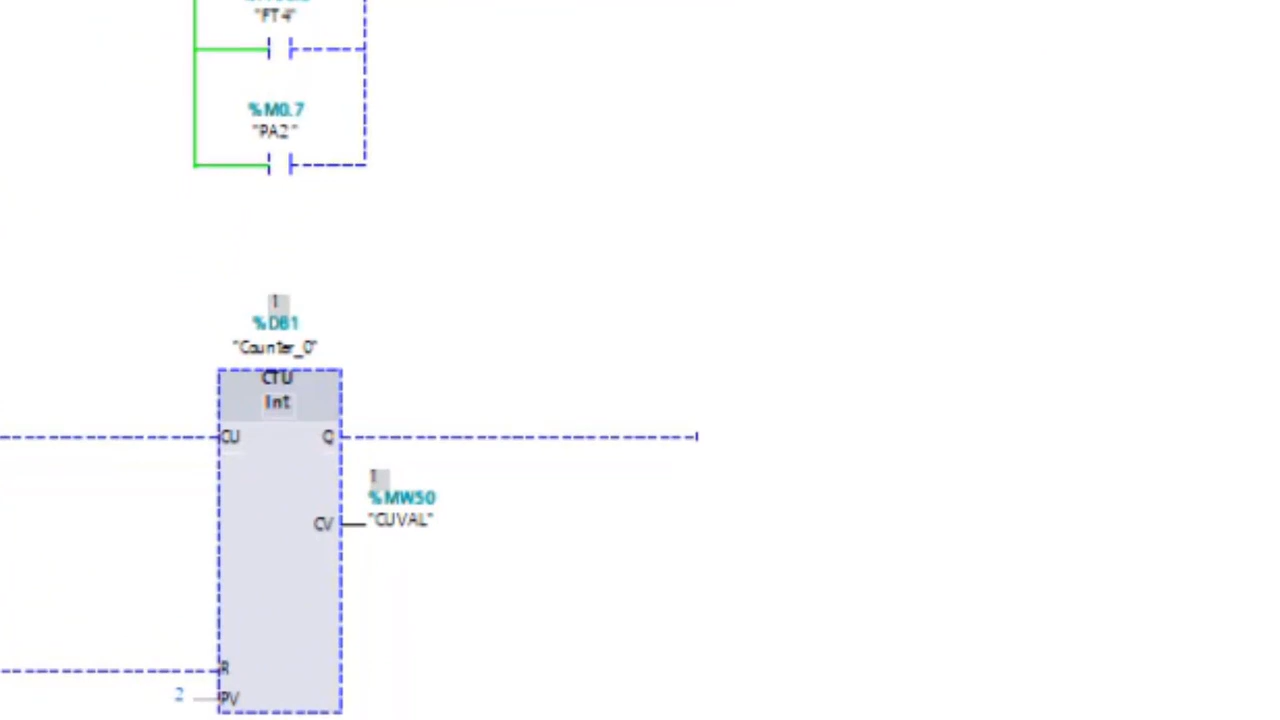 "FT4"
%M0.7
"PA2"
1
%DB1
"Counter_0"
CTU
Int
CU
Q
1
%MW50
CV
"CUVAL"
R
2
PV